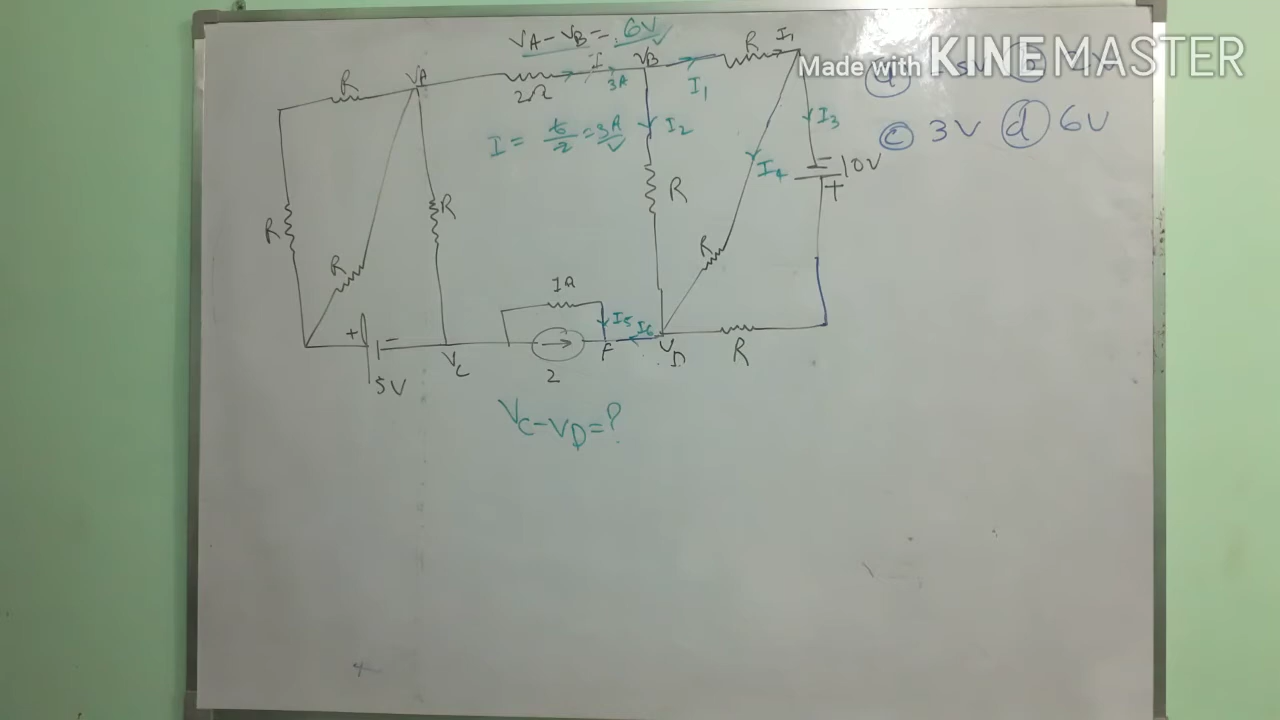 VA-VB= 6V
R
VA
2Ω
I
3A
VB
R
I1
I1
Made with KINEMASTER
c 3V d 6V
I = 6/2 = 3A
I2
I3
10V
+
I4
R
R
R
R
R
1Ω
I5
I6
+
-
5V
VC
2
F
VD
R
VC-VD=?